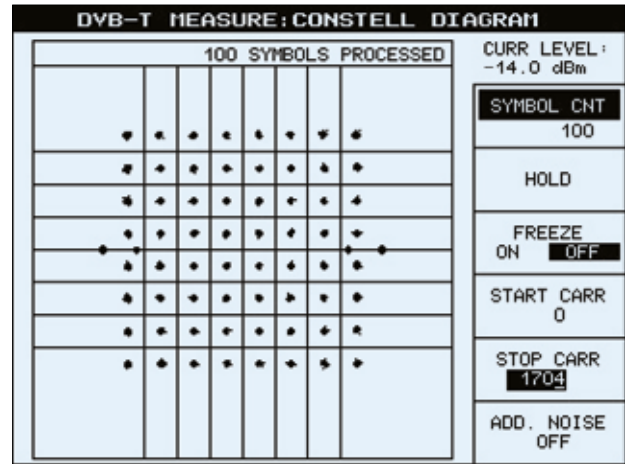 DVB-T MEASURE:CONSTELL DIAGRAM
100 SYMBOLS PROCESSED
CURR LEVEL:
-14.0 dBm
SYMBOL CNT
100
HOLD
FREEZE
ON OFF
START CARR
0
STOP CARR
1704
ADD. NOISE
OFF